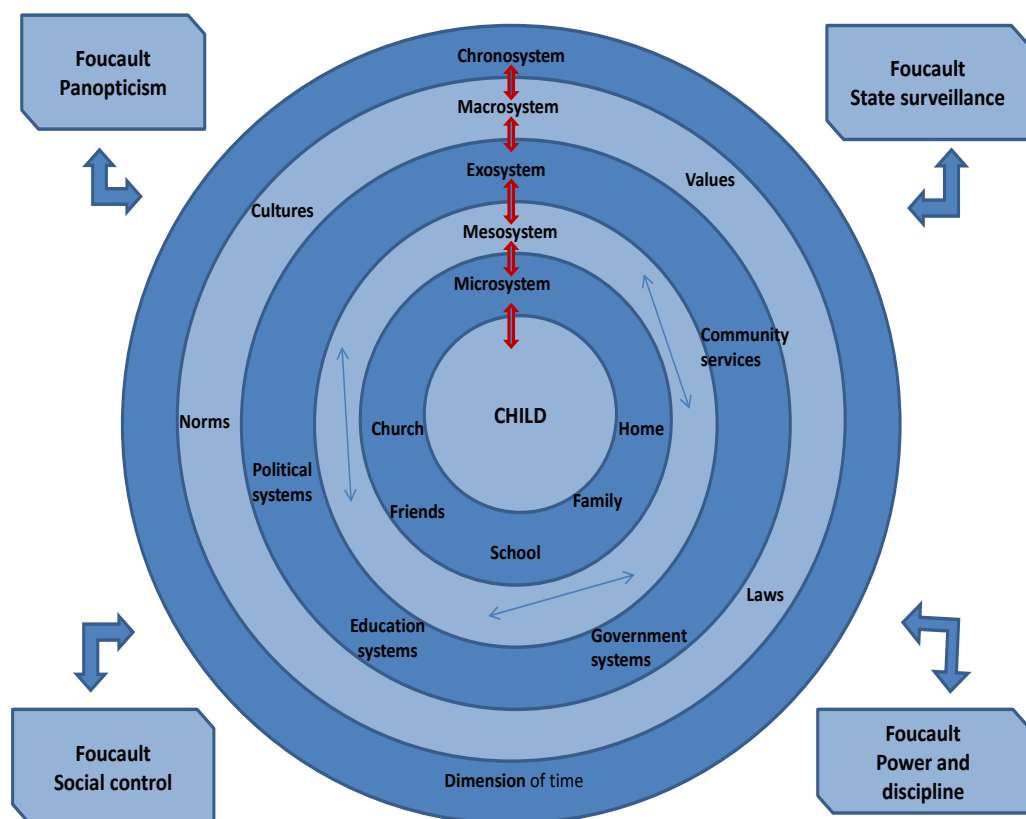 Foucault
Panopticism
Foucault
State surveillance
Chronosystem
Macrosystem
Exosystem
Values
Cultures
Mesosystem
Microsystem
Community
services
CHILD
Norms
Church
Home
Political
systems
Friends
Family
School
Laws
Education
systems
Government
systems
Foucault
Social control
Dimension of time
Foucault
Power and
discipline